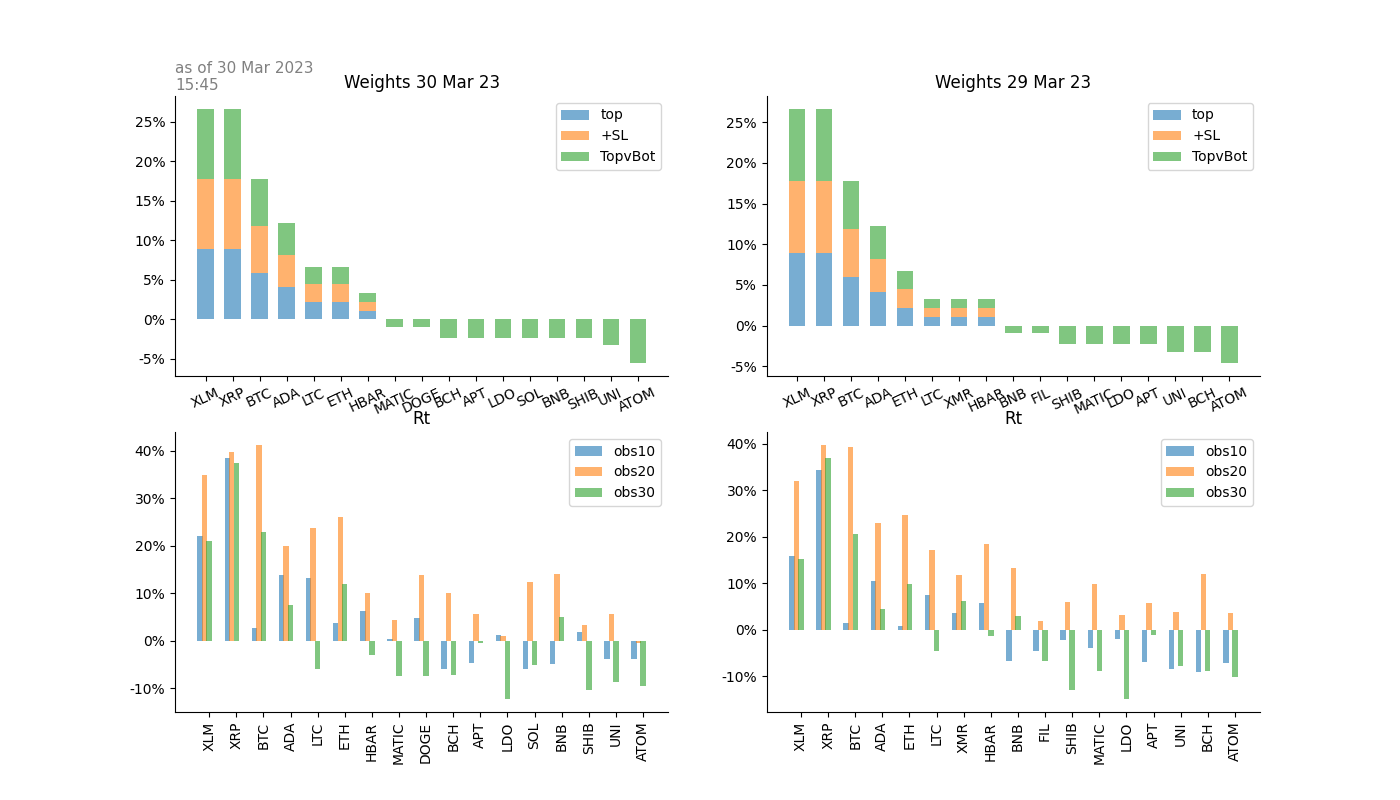 as of 30 Mar 2023
15:45
Weights 30 Mar 23
25%
20%
15%
10%
5%
0%
-5%
top
+SL
TopvBot
XLM XRP BTC ADA LTC ETH HBAR MATIC DOGE BCH APT LDO SOL BNB SHIB UNI ATOM
Weights 29 Mar 23
25%
20%
15%
10%
5%
0%
-5%
top
+SL
TopvBot
XLM XRP BTC ADA ETH LTC XMR HBAR BNB FIL SHIB MATIC LDO APT UNI BCH ATOM
Rt
40%
30%
20%
10%
0%
-10%
obs10
obs20
obs30
XLM XRP BTC ADA LTC ETH HBAR MATIC DOGE BCH APT LDO SOL BNB SHIB UNI ATOM
Rt
40%
30%
20%
10%
0%
-10%
obs10
obs20
obs30
XLM XRP BTC ADA ETH LTC XMR HBAR BNB FIL SHIB MATIC LDO APT UNI BCH ATOM